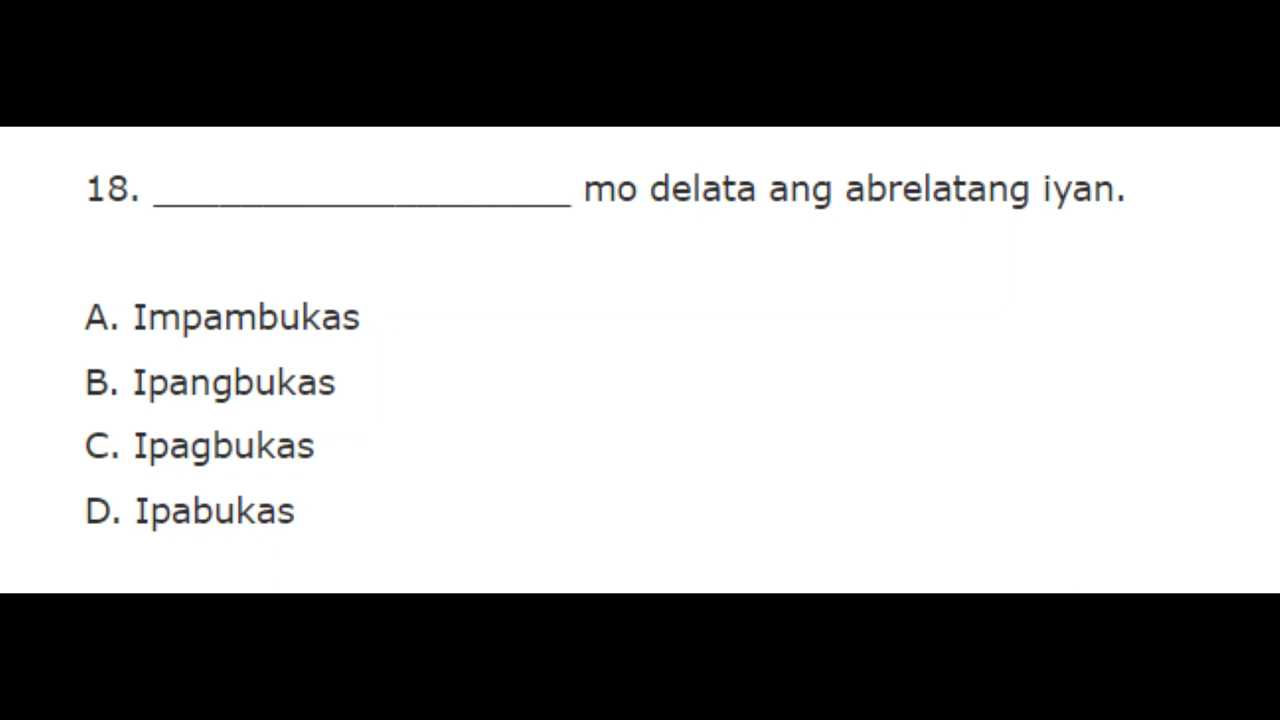 18. ___________________ mo delata ang abrelatang iyan.
A. Impambukas
B. Ipangbukas
C. Ipagbukas
D. Ipabukas